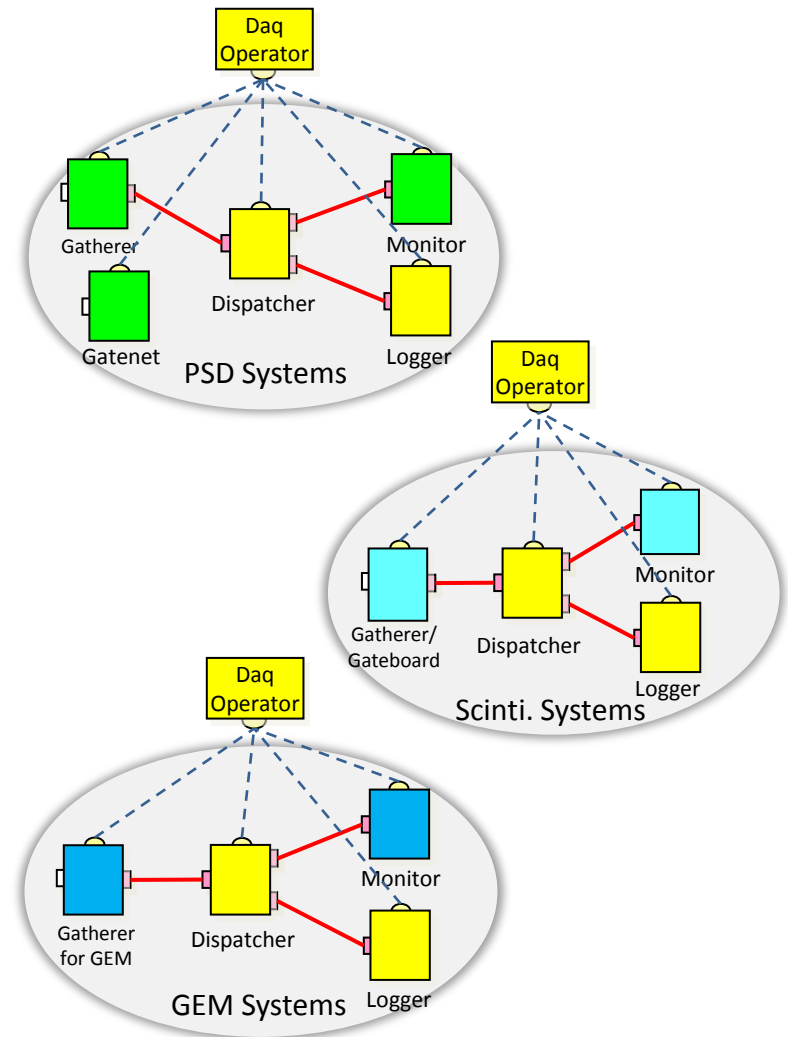 Daq
Operator
Gatherer
Monitor
Dispatcher
Gatenet
Logger
PSD Systems
Daq
Operator
Monitor
Gatherer/
Gateboard
Dispatcher
Logger
Scinti. Systems
Daq
Operator
Monitor
Gatherer
for GEM
Dispatcher
Logger
GEM Systems